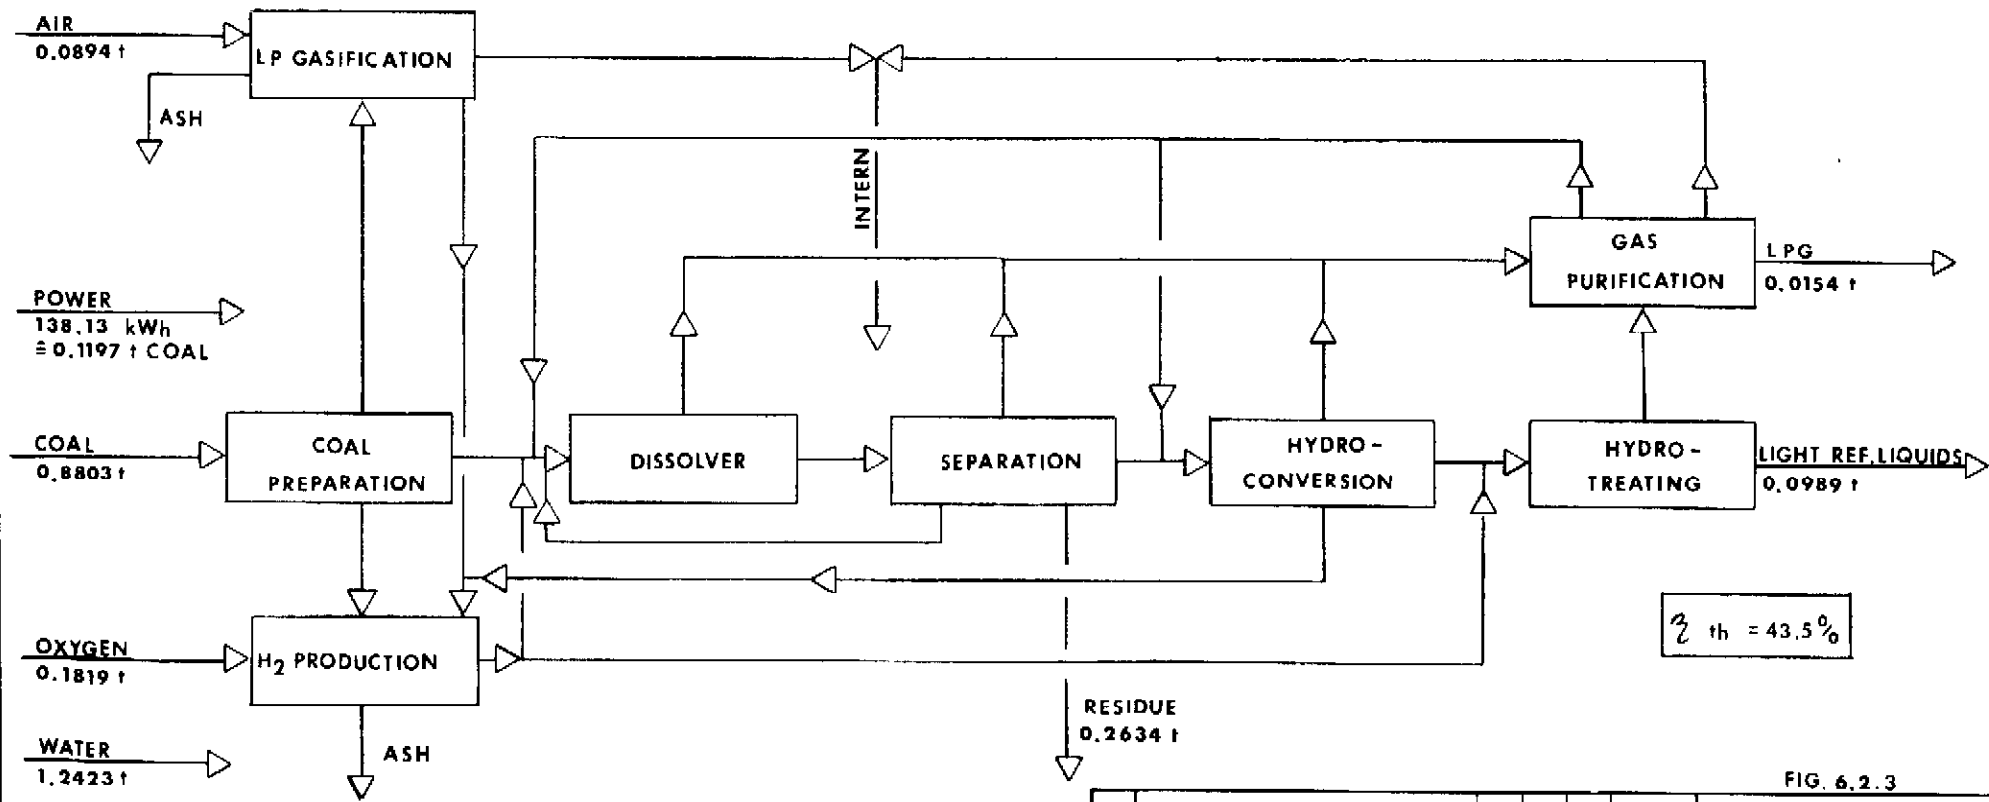 AIR
0.0894 t
LP GASIFICATION
ASH
INTERN
GAS
PURIFICATION
LPG
0.0154 t
POWER
138.13 kWh
≙ 0.1197 t COAL
COAL
0.8803 t
COAL
PREPARATION
DISSOLVER
SEPARATION
HYDRO-
CONVERSION
HYDRO-
TREATING
LIGHT REF. LIQUIDS
0.0989 t
OXYGEN
0.1819 t
H2 PRODUCTION
η th = 43.5%
RESIDUE
0.2634 t
WATER
1.2423 t
ASH
FIG. 6.2.3